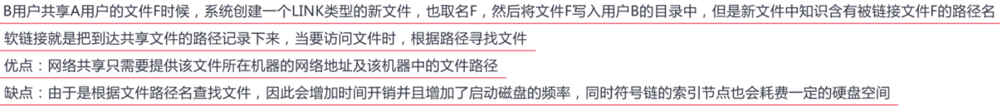 B用户共享A用户的文件F时候，系统创建一个LINK类型的新文件，也取名F，然后将文件F写入用户B的目录中，但是新文件中知识含有被链接文件F的路径名
软链接就是把到达共享文件的路径记录下来，当要访问文件时，根据路径寻找文件
优点：网络共享只需要提供该文件所在机器的网络地址及该机器中的文件路径
缺点：由于是根据文件路径名查找文件，因此会增加时间开销并且增加了启动磁盘的频率，同时符号链的索引节点也会耗费一定的硬盘空间